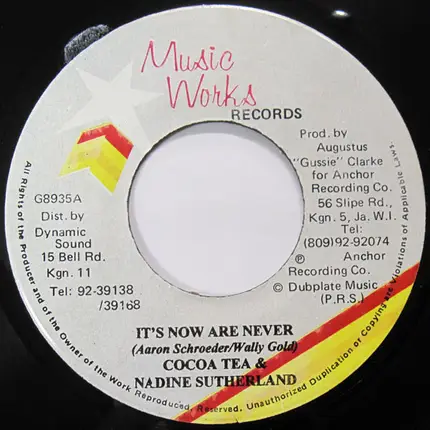 Music
Works
RECORDS
G8935A
Dist. by
Dynamic
Sound
15 Bell Rd.
Kgn. 11
Tel: 92-39138
/39168
Prod. by
Augustus
"Gussie" Clarke
for Anchor
Recording Co.
56 Slipe Rd.,
Kgn. 5, Ja. W.I.
Tel:
(809)92-92074
℗ Anchor
Recording Co.
© Dubplate Music
(P.R.S.)
IT'S NOW ARE NEVER
(Aaron Schroeder/Wally Gold)
COCOA TEA &
NADINE SUTHERLAND
All Rights of the Producer and of the Owner of the Work Reproduced, Reserved. Unauthorized Duplication or Copying are Violations of Applicable Laws.